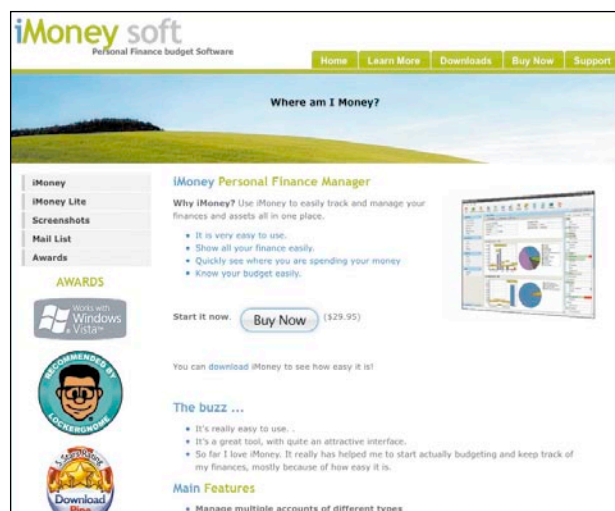 iMoney soft
Personal Finance budget Software
Home Learn More Downloads Buy Now Support
Where am I Money?
iMoney
iMoney Lite
Screenshots
Mail List
Awards
AWARDS
Works with
Windows
Vista™
RECOMMENDED BY
LOCKERGNOME
5 Stars Rating
Download
Pipe
iMoney Personal Finance Manager
Why iMoney? Use iMoney to easily track and manage your
finances and assets all in one place.
It is very easy to use.
Show all your finance easily.
Quickly see where you are spending your money
Know your budget easily.
Start it now. Buy Now ($29.95)
You can download iMoney to see how easy it is!
The buzz ...
It's really easy to use. .
It's a great tool, with quite an attractive interface.
So far I love iMoney. It really has helped me to start actually budgeting and keep track of
my finances, mostly because of how easy it is.
Main Features
Manage multiple accounts of different types